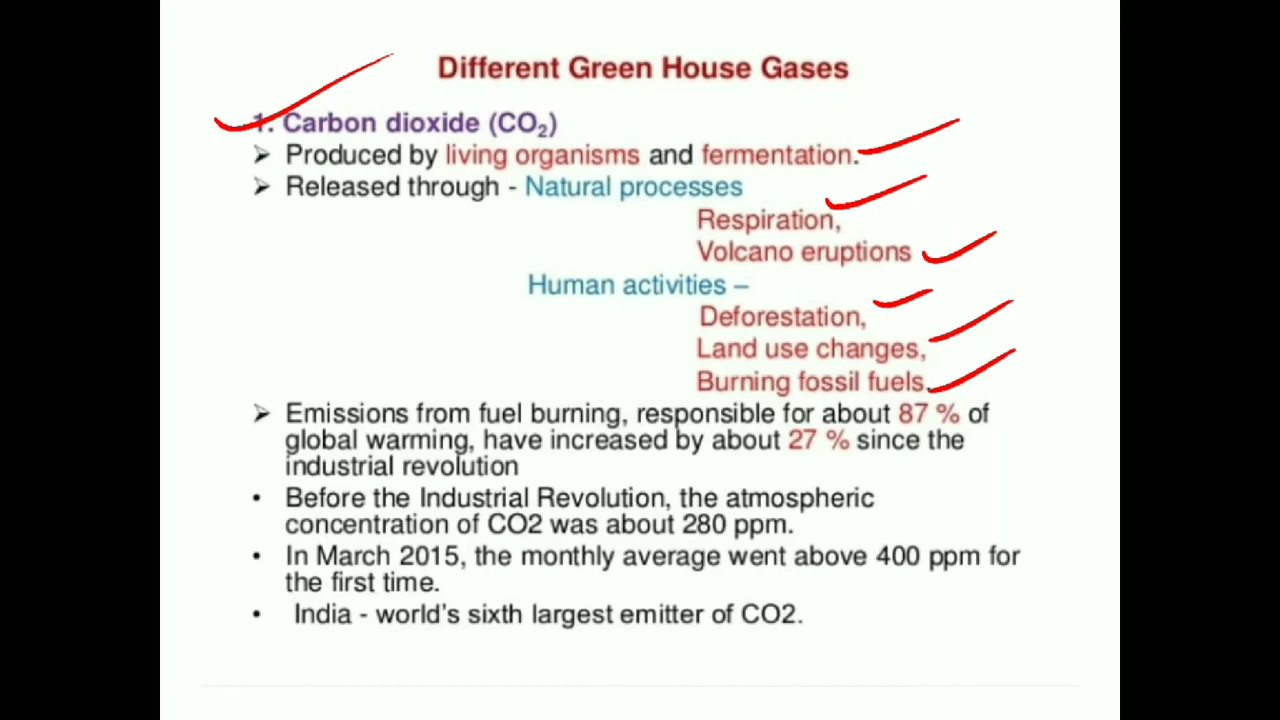 Different Green House Gases
1. Carbon dioxide (CO₂)
➢ Produced by living organisms and fermentation.
➢ Released through - Natural processes
Respiration,
Volcano eruptions
Human activities –
Deforestation,
Land use changes,
Burning fossil fuels.
➢ Emissions from fuel burning, responsible for about 87 % of
global warming, have increased by about 27 % since the
industrial revolution
• Before the Industrial Revolution, the atmospheric
concentration of CO2 was about 280 ppm.
• In March 2015, the monthly average went above 400 ppm for
the first time.
• India - world's sixth largest emitter of CO2.